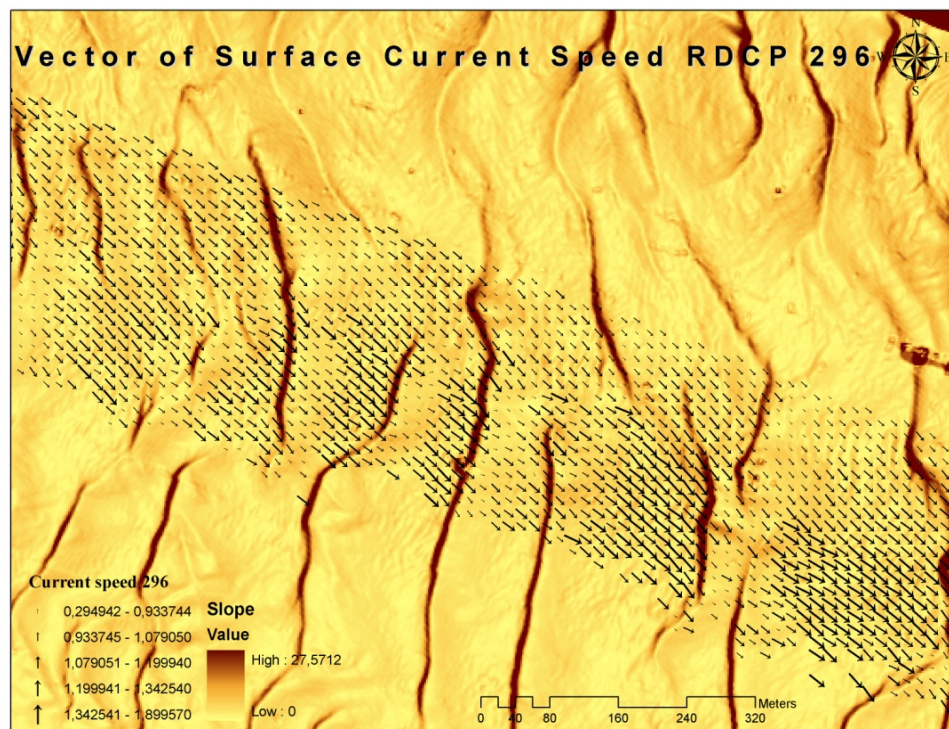 Vector of Surface Current Speed RDCP 296
N
W E
S
Current speed 296
0,294942 - 0,933744
0,933745 - 1,079050
1,079051 - 1,199940
1,199941 - 1,342540
1,342541 - 1,899570
Slope
Value
High : 27,5712
Low : 0
Meters
0 40 80 160 240 320